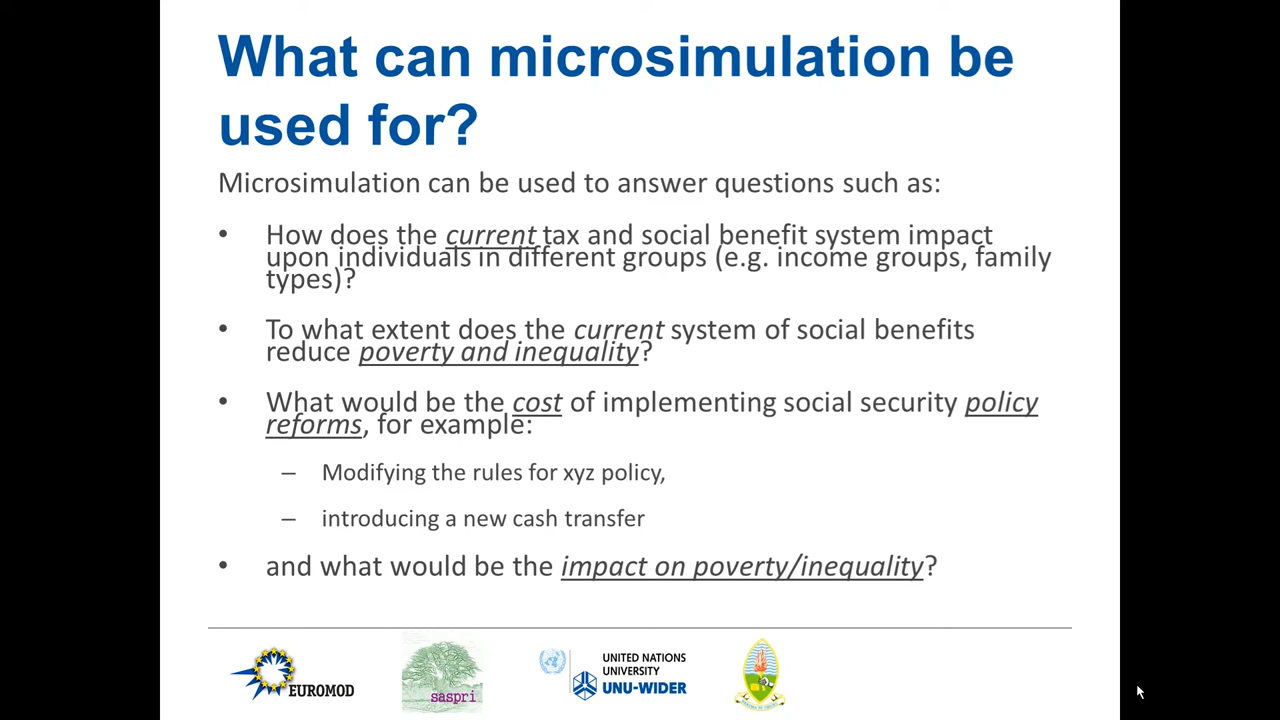 What can microsimulation be
used for?
Microsimulation can be used to answer questions such as:
• How does the current tax and social benefit system impact
upon individuals in different groups (e.g. income groups, family
types)?
• To what extent does the current system of social benefits
reduce poverty and inequality?
• What would be the cost of implementing social security policy
reforms, for example:
– Modifying the rules for xyz policy,
– introducing a new cash transfer
• and what would be the impact on poverty/inequality?
EUROMOD
saspri
UNITED NATIONS
UNIVERSITY
UNU-WIDER